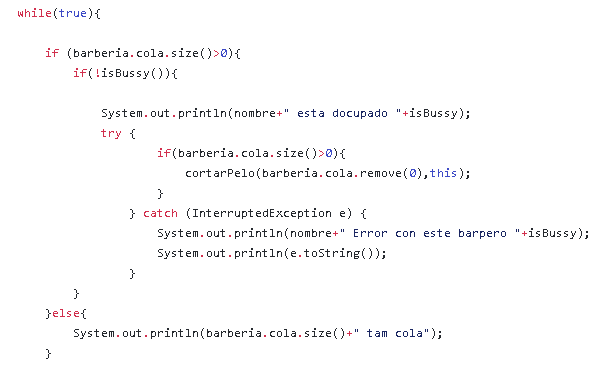 while(true){
if (barberia.cola.size()>0){
if(!isBussy()){
System.out.println(nombre+" esta docupado "+isBussy);
try {
if(barberia.cola.size()>0){
cortarPelo(barberia.cola.remove(0),this);
}
} catch (InterruptedException e) {
System.out.println(nombre+" Error con este barpero "+isBussy);
System.out.println(e.toString());
}
}
}else{
System.out.println(barberia.cola.size()+" tam cola");
}